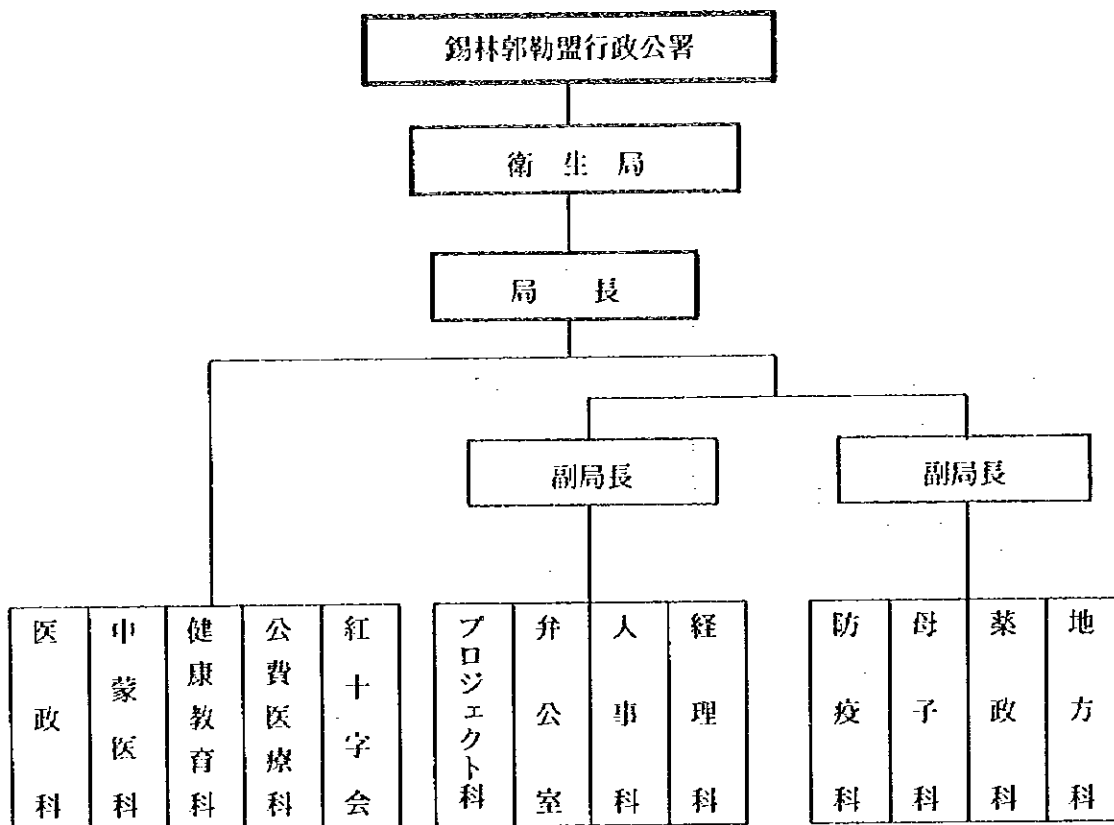 錫林郭勒盟行政公署
衛生局
局長
副局長
副局長
医政科
中蒙医科
健康教育科
公費医療科
紅十字会
プロジェクト科
弁公室
人事科
経理科
防疫科
母子科
薬政科
地方科